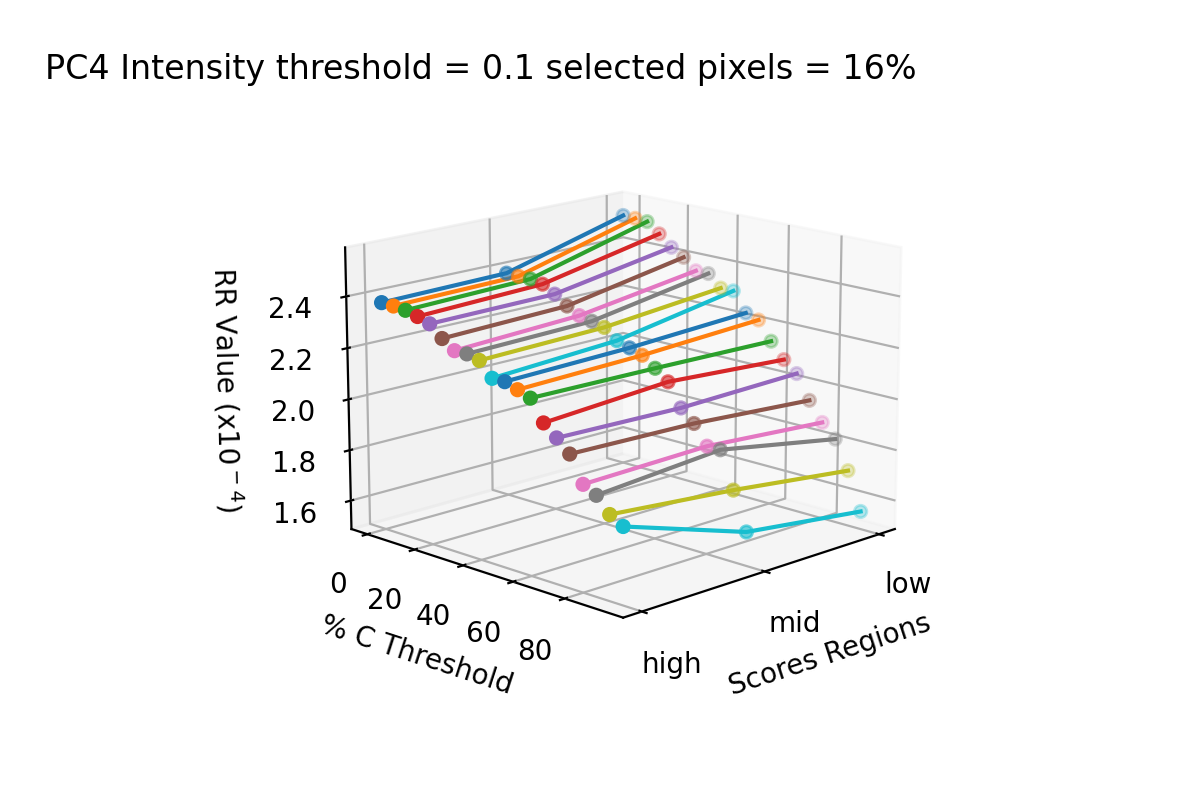 PC4 Intensity threshold = 0.1 selected pixels = 16%
RR Value (x10⁻⁴)
2.4
2.2
2.0
1.8
1.6
0
20
40
60
80
% C Threshold
high
mid
low
Scores Regions